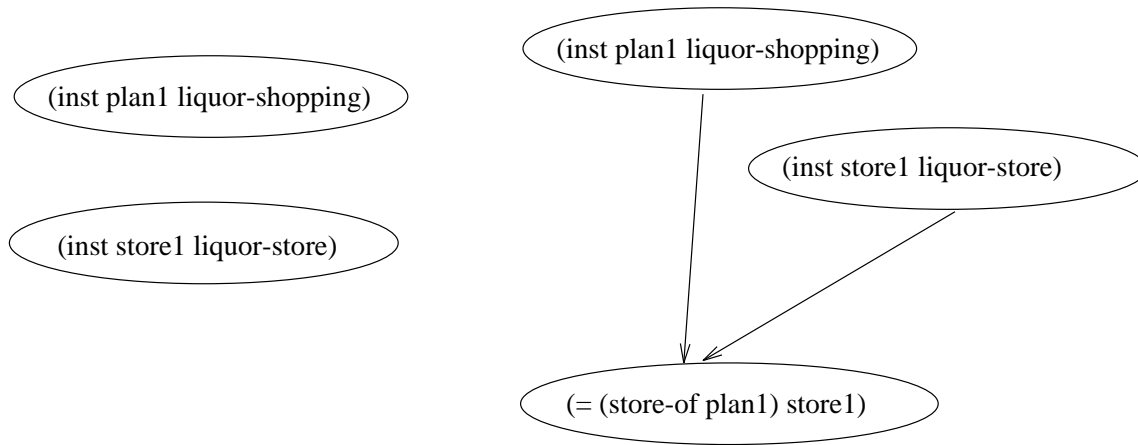 (inst plan1 liquor-shopping)
(inst store1 liquor-store)
(inst plan1 liquor-shopping)
(inst store1 liquor-store)
(= (store-of plan1) store1)